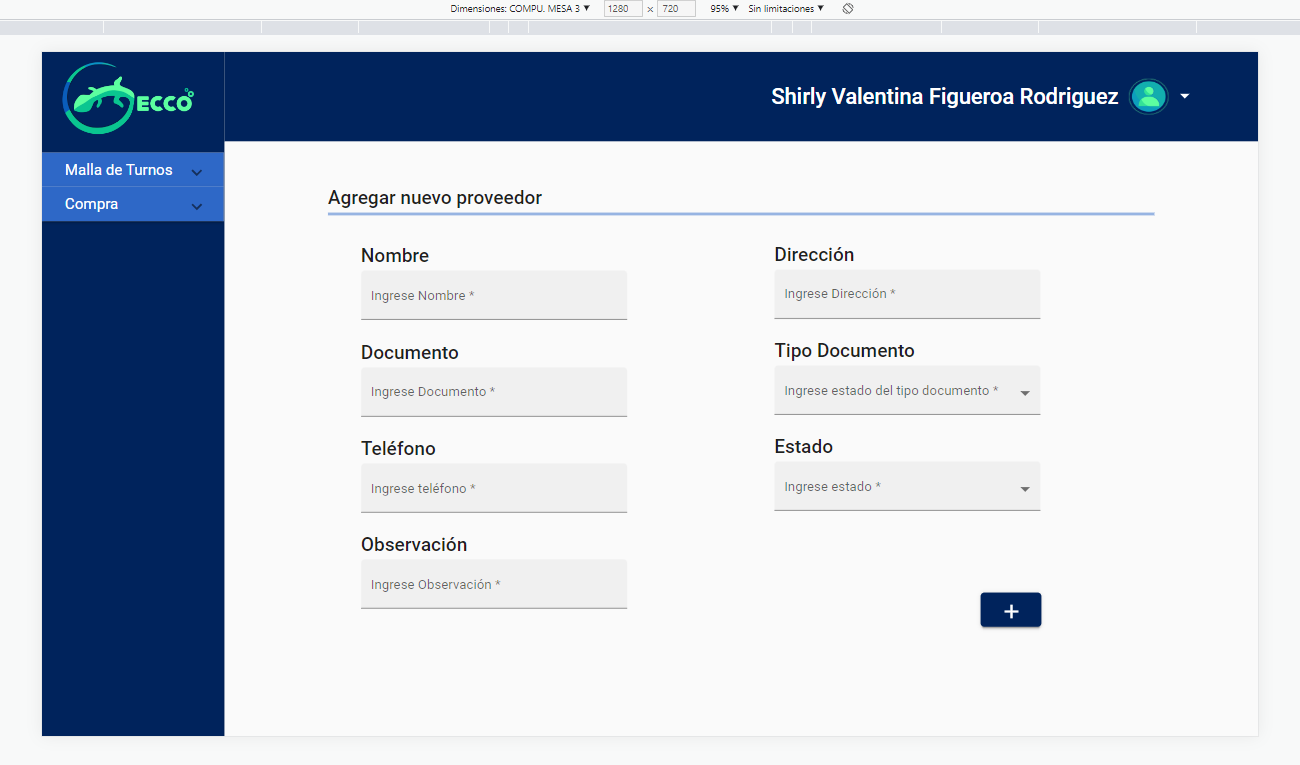 Dimensiones: COMPU. MESA 3 ▼ 1280 x 720 95% ▼ Sin limitaciones ▼
ECCO
Shirly Valentina Figueroa Rodriguez
Malla de Turnos
Compra
Agregar nuevo proveedor
Nombre
Ingrese Nombre *
Dirección
Ingrese Dirección *
Documento
Ingrese Documento *
Tipo Documento
Ingrese estado del tipo documento *
Teléfono
Ingrese teléfono *
Estado
Ingrese estado *
Observación
Ingrese Observación *
+